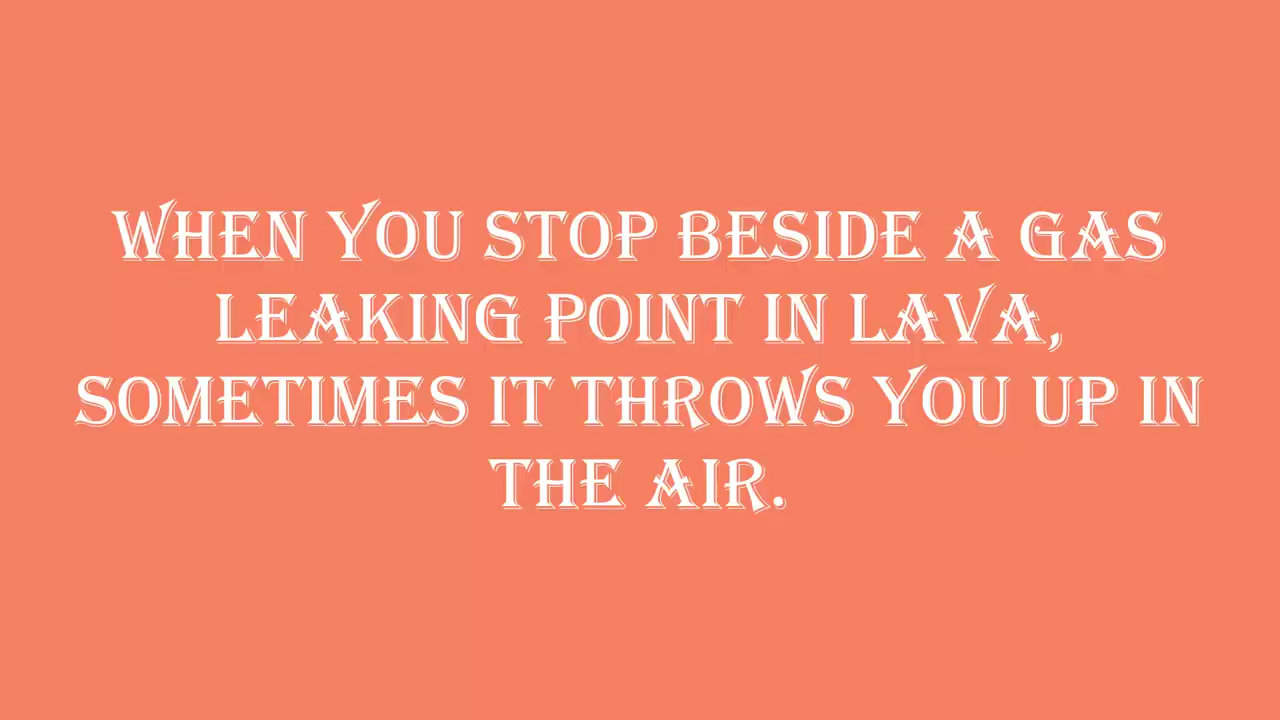 WHEN YOU STOP BESIDE A GAS
LEAKING POINT IN LAVA,
SOMETIMES IT THROWS YOU UP IN
THE AIR.